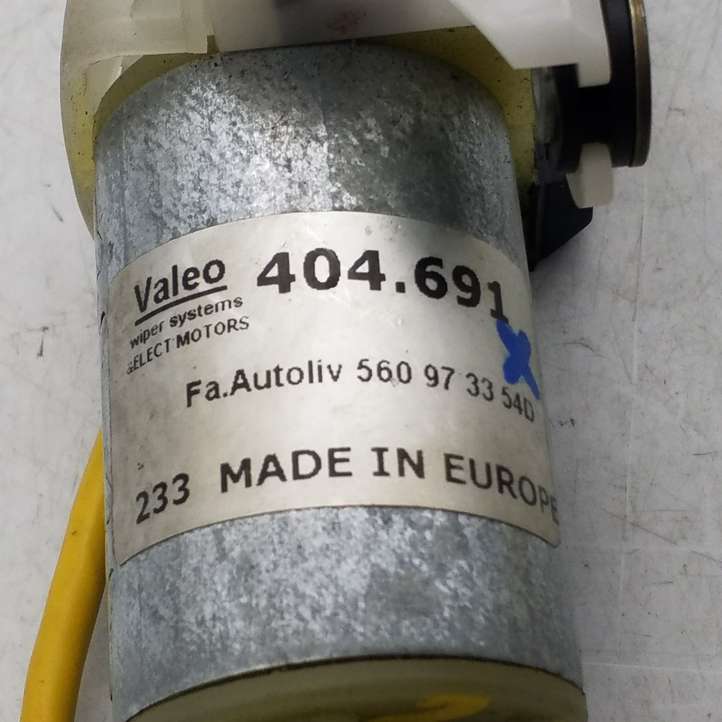 Valeo 404.691
wiper systems
SELECT MOTORS
Fa.Autoliv 560 97 33 54D
233 MADE IN EUROPE